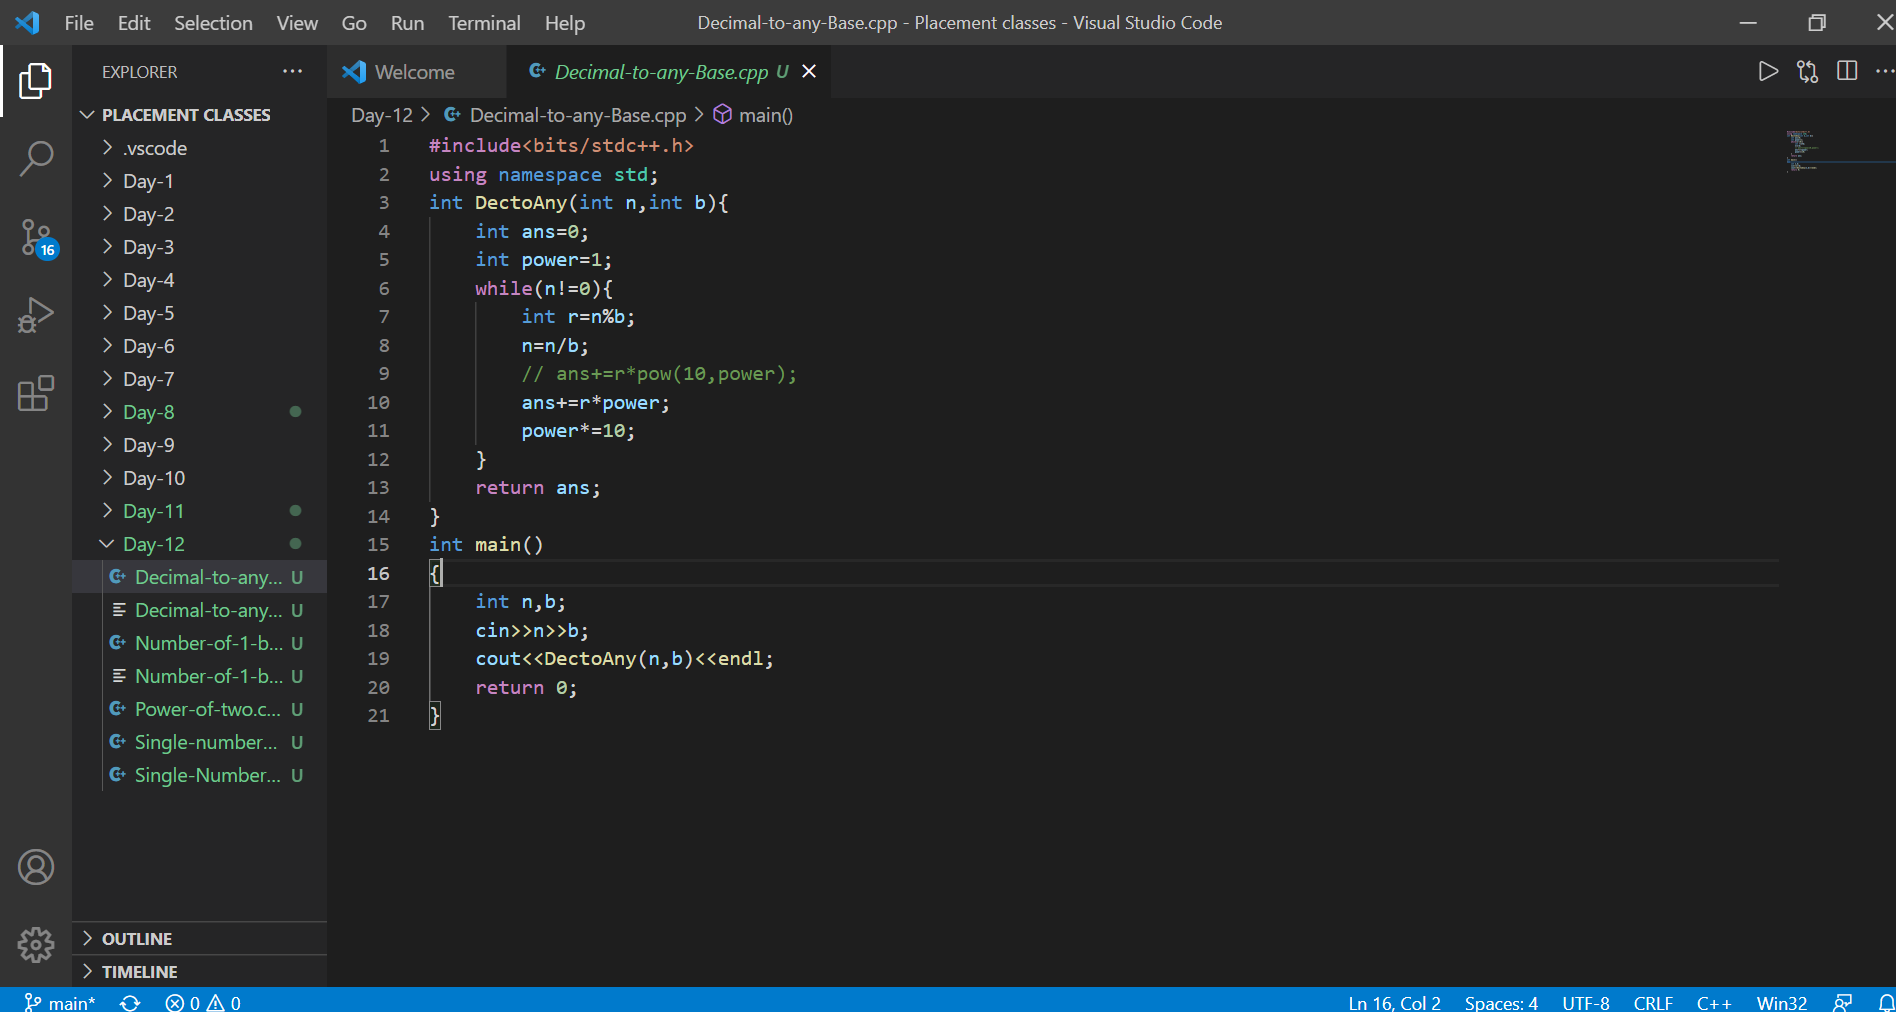 File Edit Selection View Go Run Terminal Help Decimal-to-any-Base.cpp - Placement classes - Visual Studio Code
EXPLORER
PLACEMENT CLASSES
.vscode
Day-1
Day-2
Day-3
Day-4
Day-5
Day-6
Day-7
Day-8
Day-9
Day-10
Day-11
Day-12
Decimal-to-any... U
Decimal-to-any... U
Number-of-1-b... U
Number-of-1-b... U
Power-of-two.c... U
Single-number... U
Single-Number... U
OUTLINE
TIMELINE
16
Welcome Decimal-to-any-Base.cpp U
Day-12 > Decimal-to-any-Base.cpp > main()
1 #include<bits/stdc++.h>
2 using namespace std;
3 int DectoAny(int n,int b){
4     int ans=0;
5     int power=1;
6     while(n!=0){
7         int r=n%b;
8         n=n/b;
9         // ans+=r*pow(10,power);
10         ans+=r*power;
11         power*=10;
12     }
13     return ans;
14 }
15 int main()
16 {
17     int n,b;
18     cin>>n>>b;
19     cout<<DectoAny(n,b)<<endl;
20     return 0;
21 }
main* 0 0 Ln 16, Col 2 Spaces: 4 UTF-8 CRLF C++ Win32